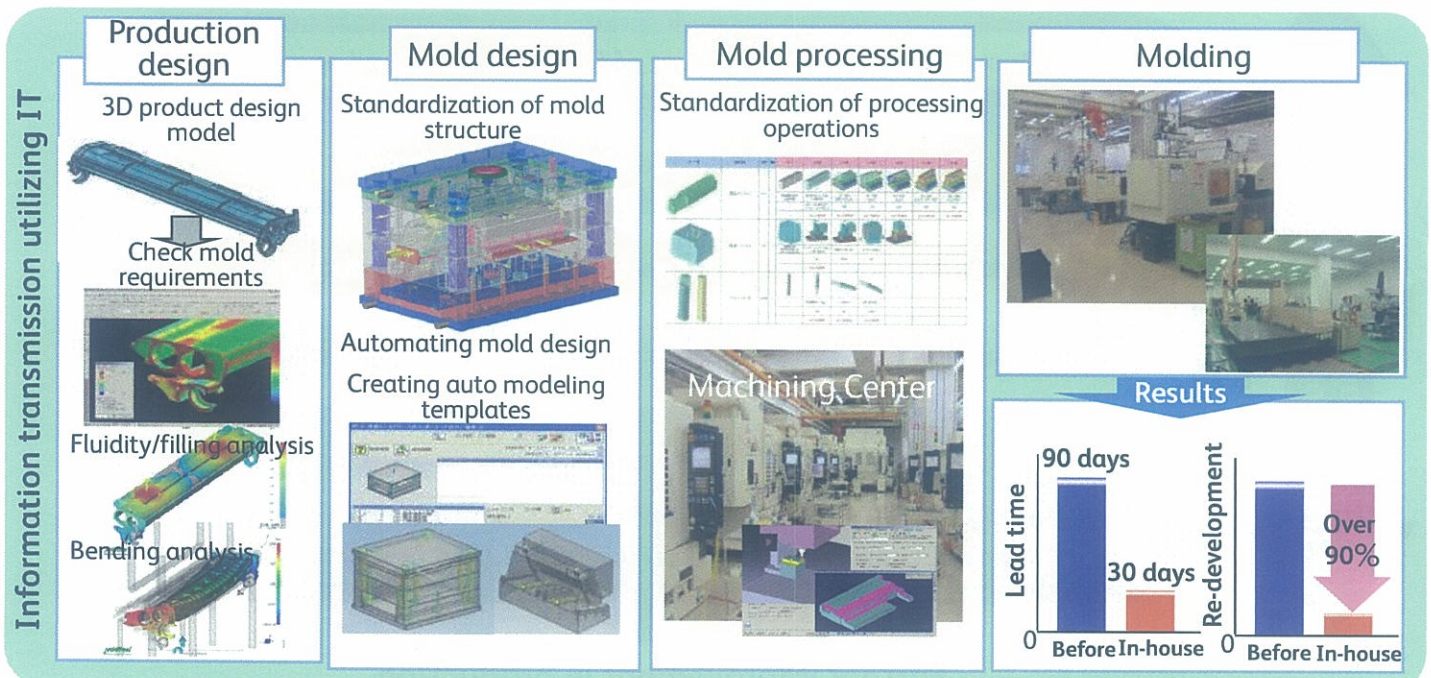 Information transmission utilizing IT
Production
design
3D product design
model
Check mold
requirements
Fluidity/filling analysis
Bending analysis
Mold design
Standardization of mold
structure
Automating mold design
Creating auto modeling
templates
Mold processing
Standardization of processing
operations
Machining Center
Molding
Results
Lead time
90 days
30 days
0
Before
In-house
Re-development
Over
90%
0
Before
In-house